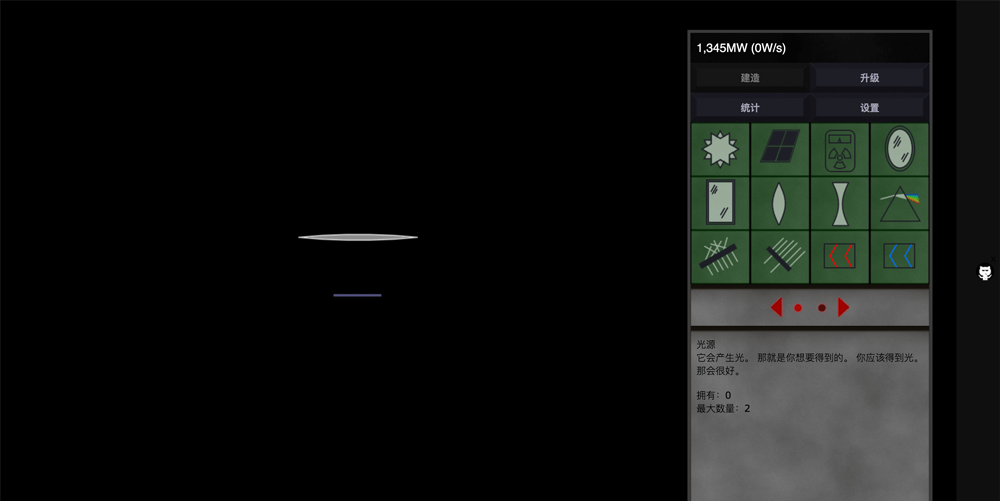 1,345MW (0W/s)
建造 升级
统计 设置
光源
它会产生光。 那就是你想要得到的。 你应该得到光。
那会很好。
拥有: 0
最大数量: 2